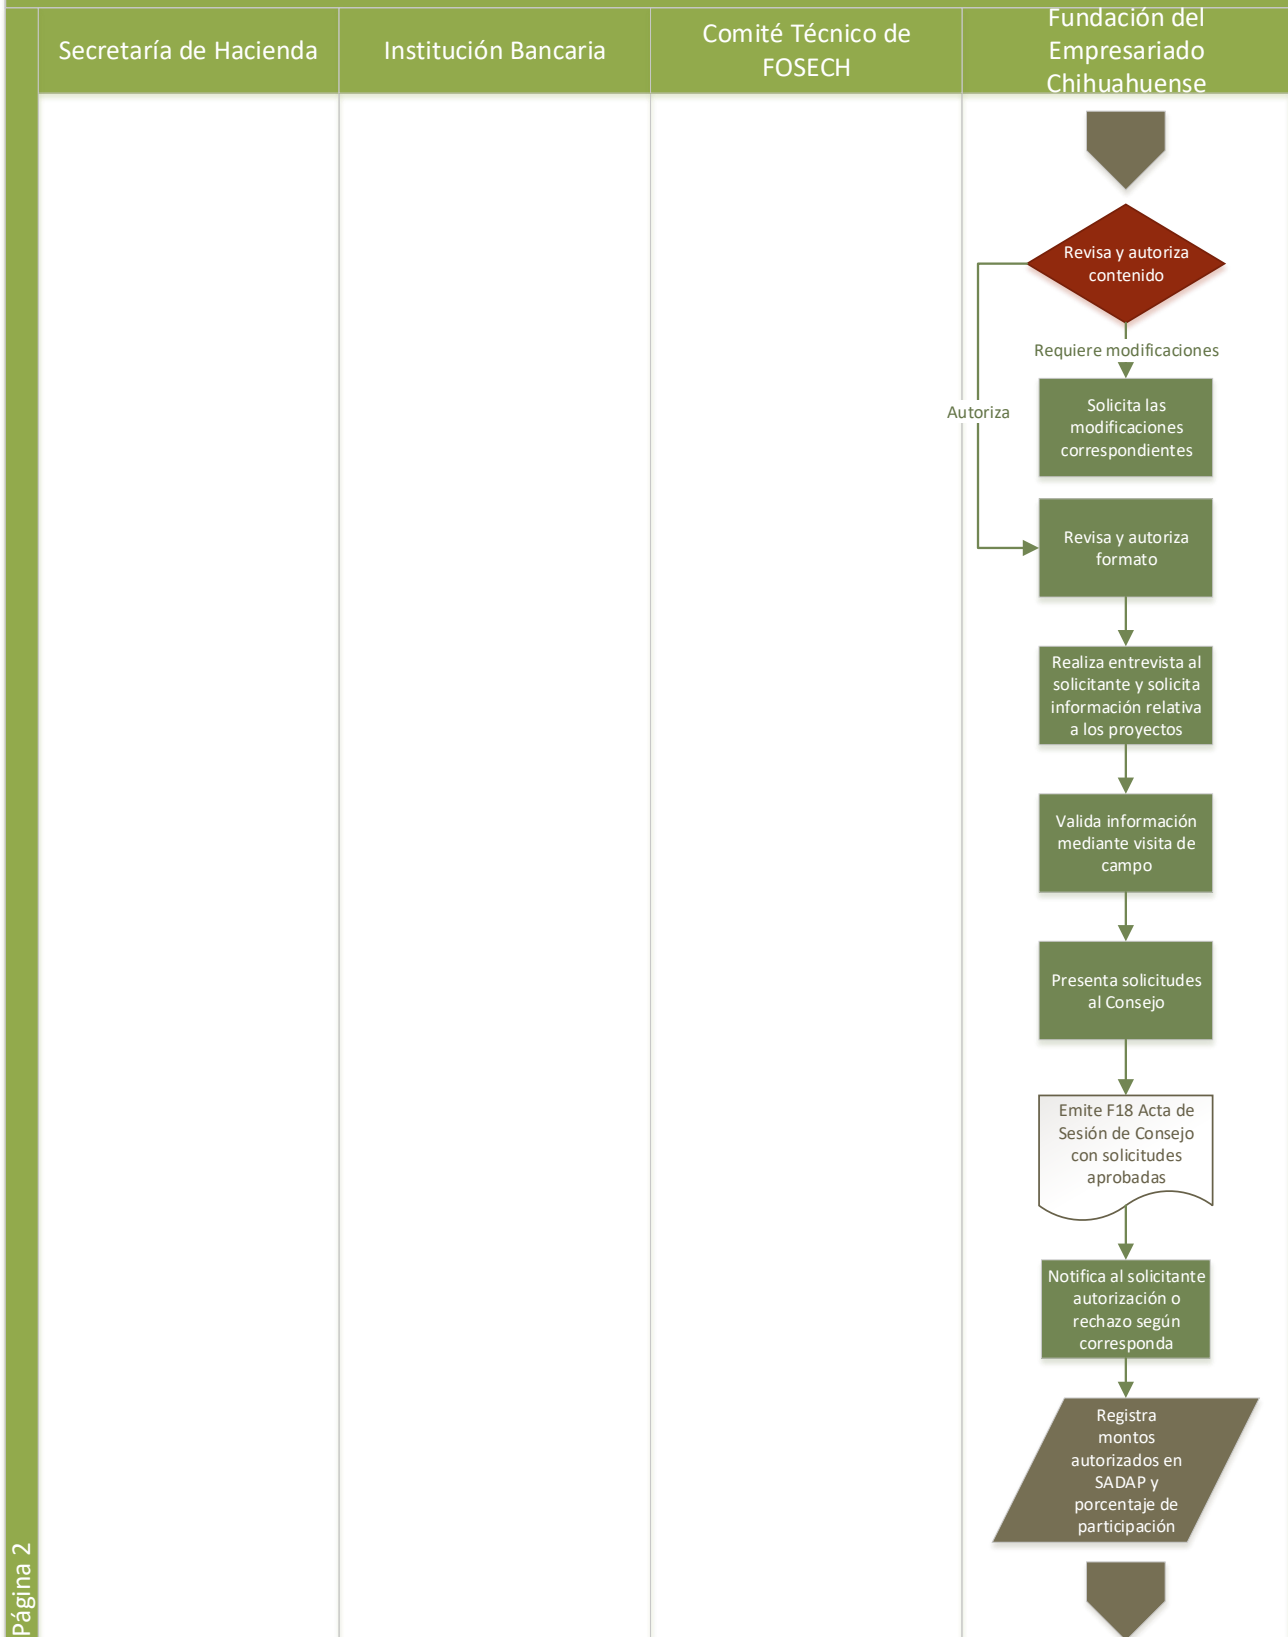 Secretaría de Hacienda
Institución Bancaria
Comité Técnico de
FOSECH
Fundación del
Empresariado
Chihuahuense
Revisa y autoriza
contenido
Requiere modificaciones
Autoriza
Solicita las
modificaciones
correspondientes
Revisa y autoriza
formato
Realiza entrevista al
solicitante y solicita
información relativa
a los proyectos
Valida información
mediante visita de
campo
Presenta solicitudes
al Consejo
Emite F18 Acta de
Sesión de Consejo
con solicitudes
aprobadas
Notifica al solicitante
autorización o
rechazo según
corresponda
Registra
montos
autorizados en
SADAP y
porcentaje de
participación
Página 2